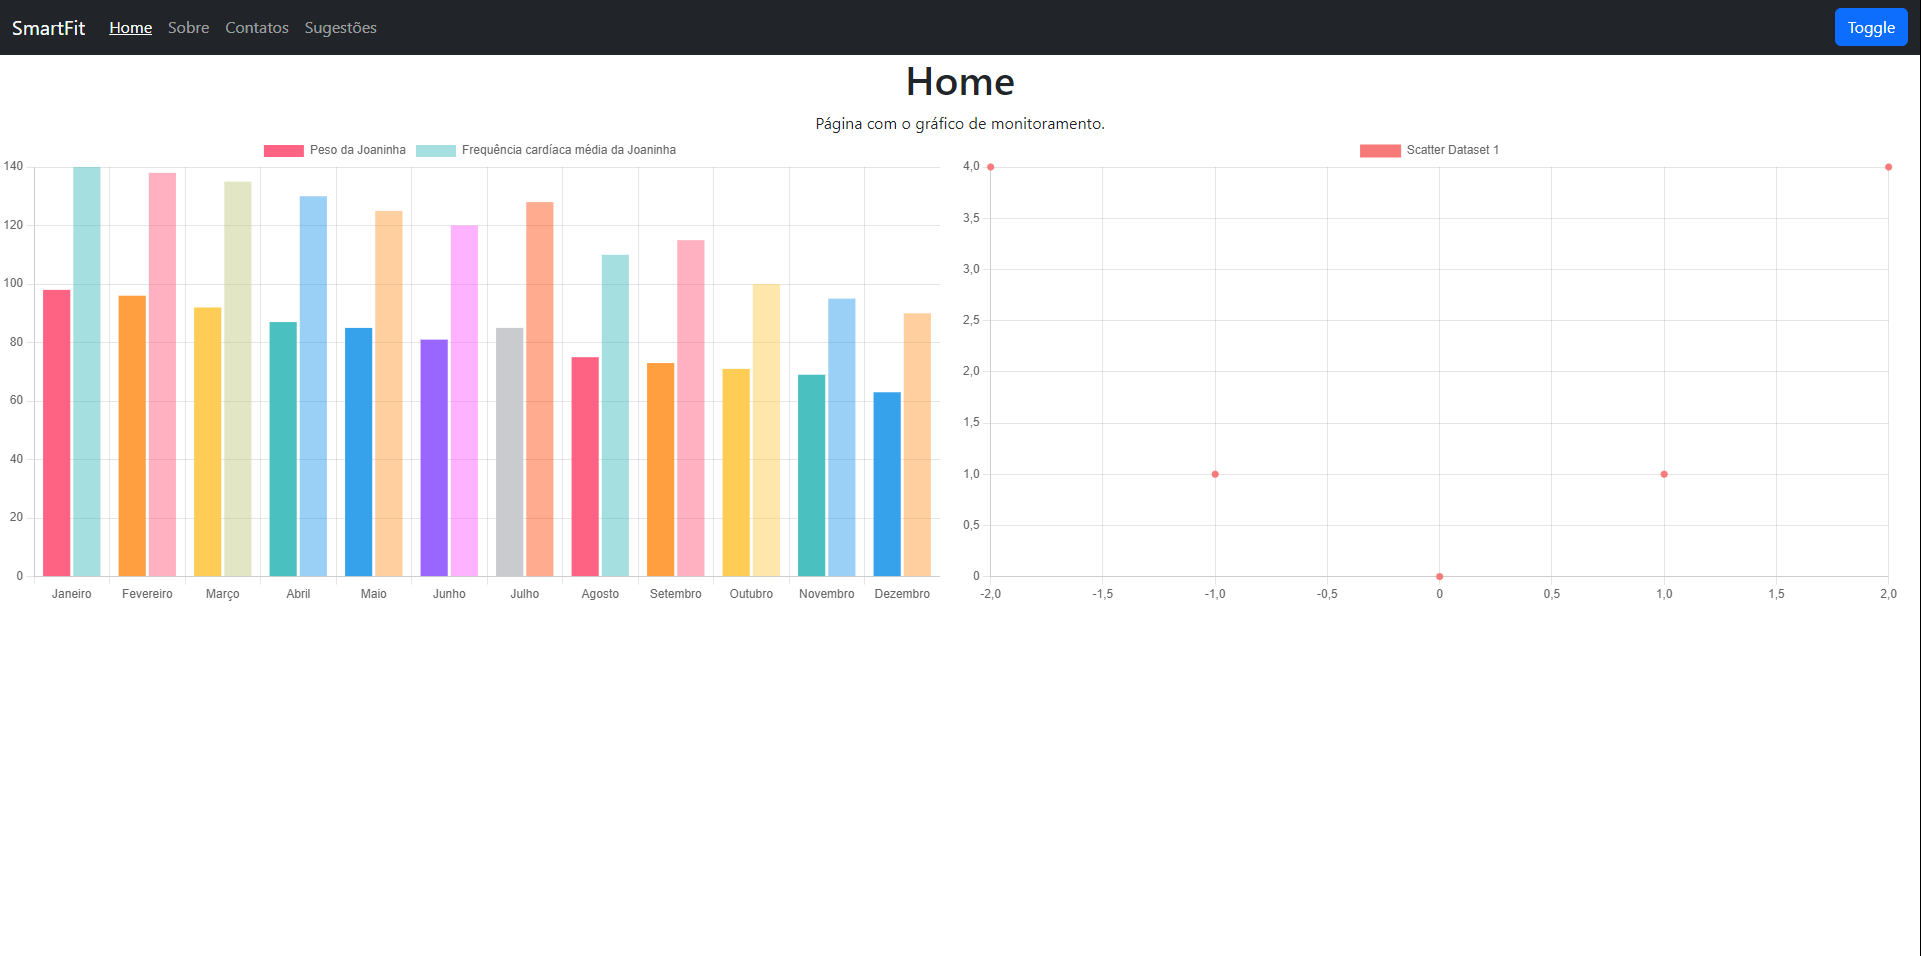 SmartFit Home Sobre Contatos Sugestões Toggle
Home
Página com o gráfico de monitoramento.
Peso da Joaninha Frequência cardíaca média da Joaninha
140
120
100
80
60
40
20
0
Janeiro Fevereiro Março Abril Maio Junho Julho Agosto Setembro Outubro Novembro Dezembro
Scatter Dataset 1
4,0
3,5
3,0
2,5
2,0
1,5
1,0
0,5
0
-2,0 -1,5 -1,0 -0,5 0 0,5 1,0 1,5 2,0